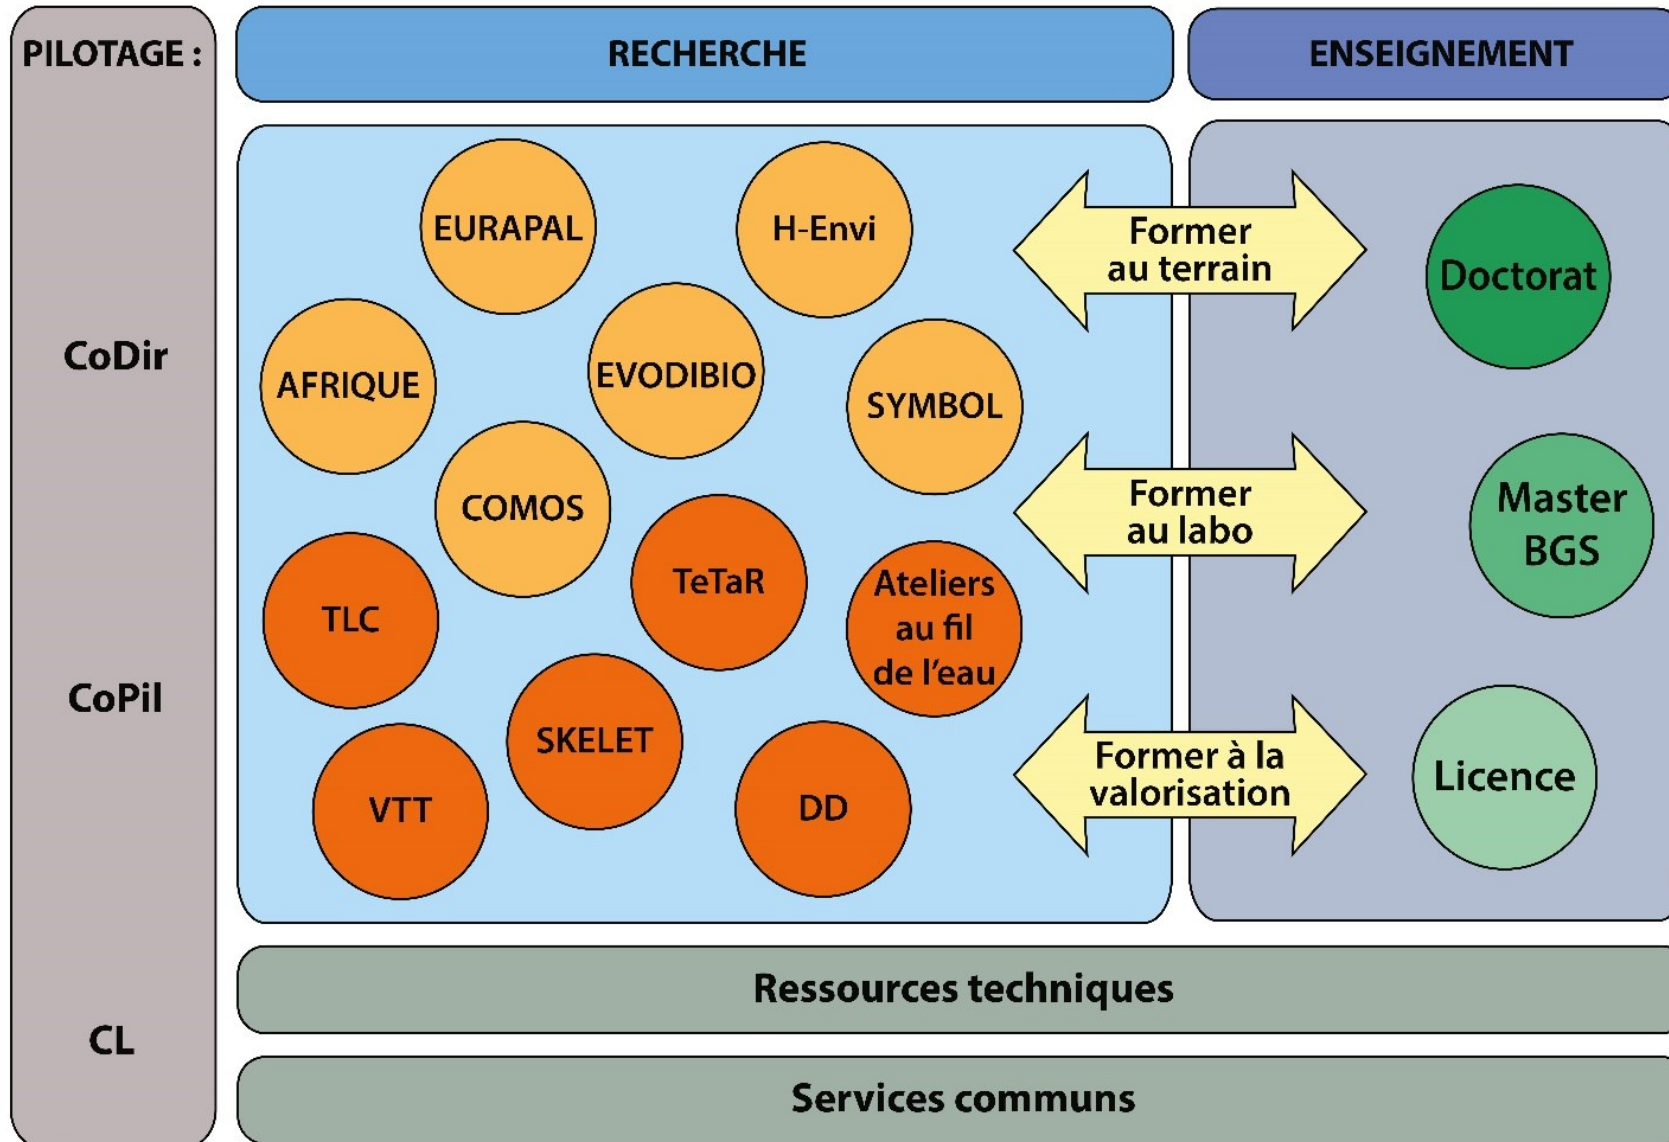 PILOTAGE :
CoDir
CoPil
CL
RECHERCHE
EURAPAL
H-Envi
AFRIQUE
EVODIBIO
SYMBOL
COMOS
TeTaR
TLC
Ateliers
au fil
de l’eau
SKELET
VTT
DD
Former
au terrain
Former
au labo
Former à la
valorisation
ENSEIGNEMENT
Doctorat
Master
BGS
Licence
Ressources techniques
Services communs